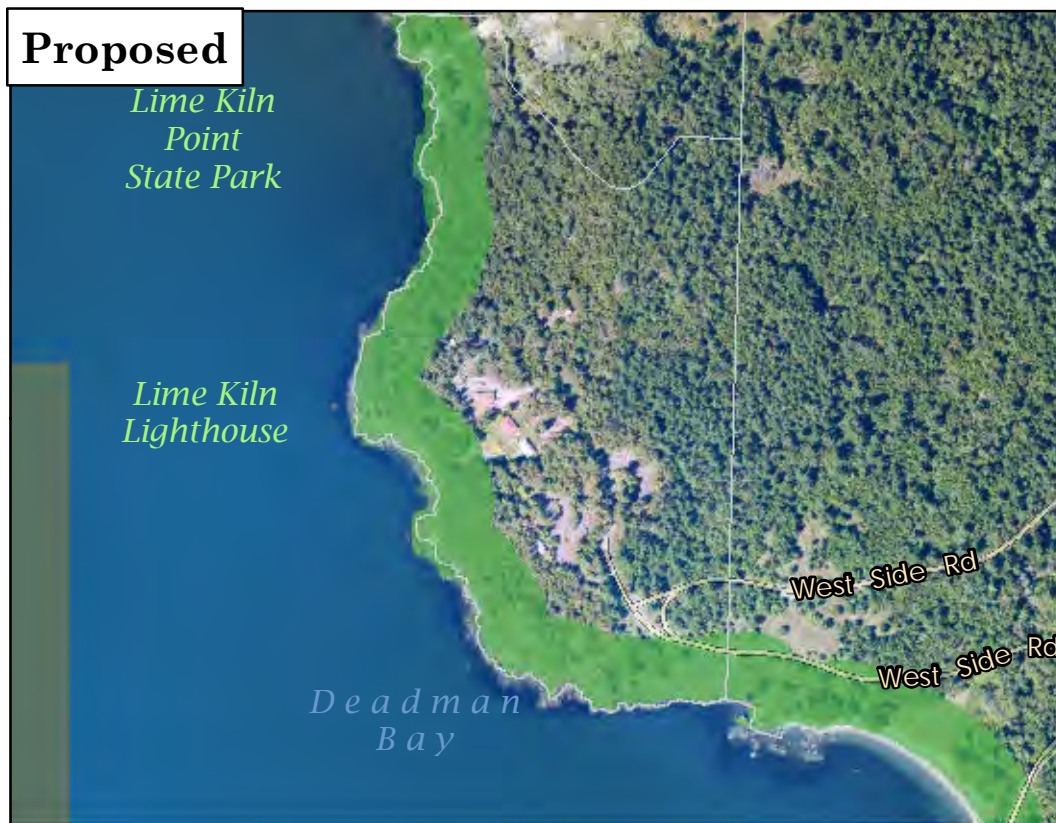 Proposed
Lime Kiln
Point
State Park
Lime Kiln
Lighthouse
West Side Rd
West Side Rd
Deadman
Bay